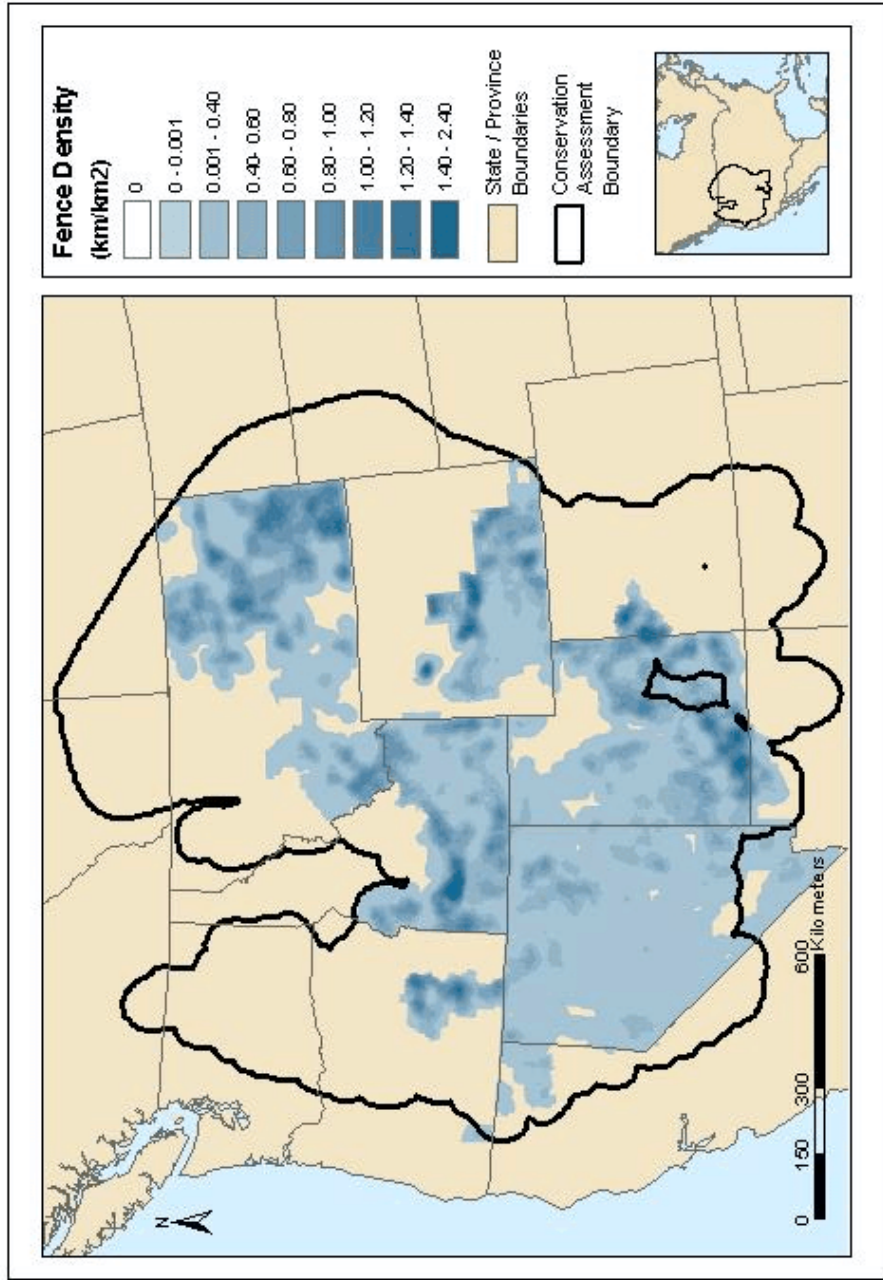 Fence Density
(km/km2)
0
0 - 0.001
0.001 - 0.40
0.40- 0.60
0.60 - 0.80
0.80 - 1.00
1.00 - 1.20
1.20 - 1.40
1.40 - 2.40
State / Province
Boundaries
Conservation
Assessment
Boundary
N
0 150 300 600
Kilometers